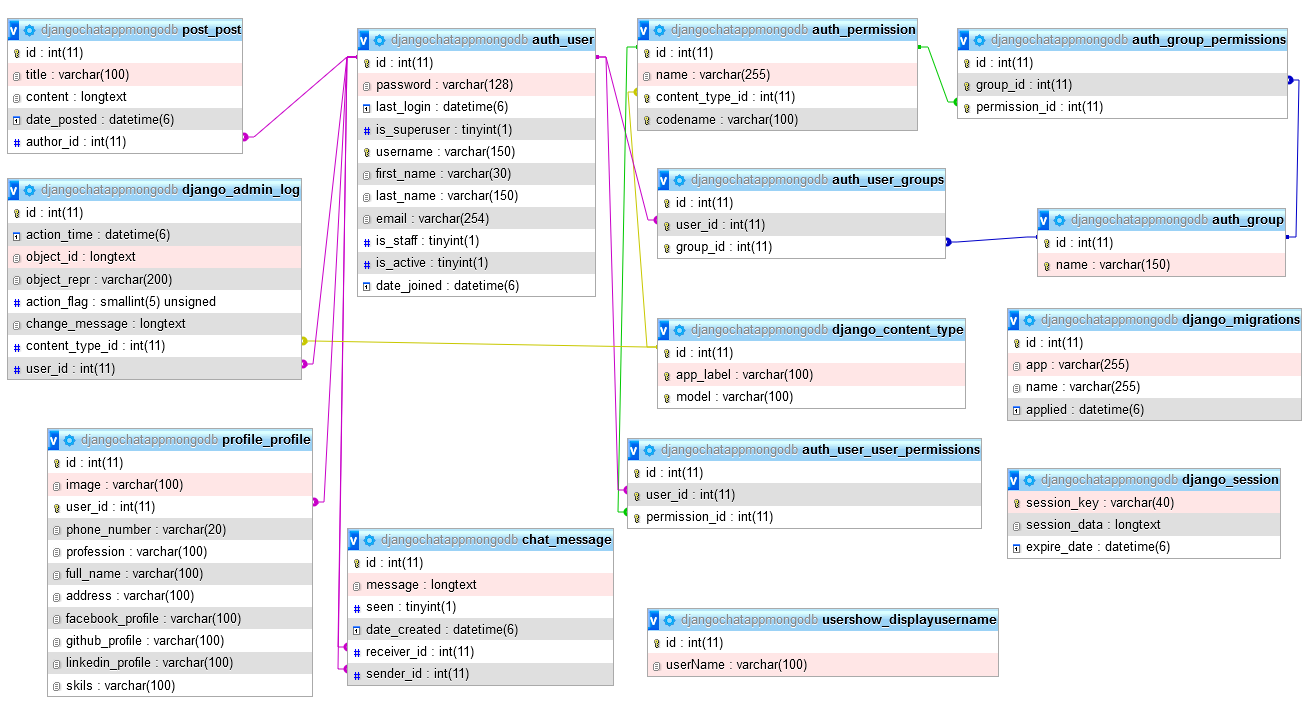 v djangochatappmongodb post_post
id : int(11)
title : varchar(100)
content : longtext
date_posted : datetime(6)
# author_id : int(11)
v djangochatappmongodb django_admin_log
id : int(11)
action_time : datetime(6)
object_id : longtext
object_repr : varchar(200)
# action_flag : smallint(5) unsigned
change_message : longtext
# content_type_id : int(11)
# user_id : int(11)
v djangochatappmongodb profile_profile
id : int(11)
image : varchar(100)
user_id : int(11)
phone_number : varchar(20)
profession : varchar(100)
full_name : varchar(100)
address : varchar(100)
facebook_profile : varchar(100)
github_profile : varchar(100)
linkedin_profile : varchar(100)
skils : varchar(100)
v djangochatappmongodb auth_user
id : int(11)
password : varchar(128)
last_login : datetime(6)
# is_superuser : tinyint(1)
username : varchar(150)
first_name : varchar(30)
last_name : varchar(150)
email : varchar(254)
# is_staff : tinyint(1)
# is_active : tinyint(1)
date_joined : datetime(6)
v djangochatappmongodb chat_message
id : int(11)
message : longtext
# seen : tinyint(1)
date_created : datetime(6)
# receiver_id : int(11)
# sender_id : int(11)
v djangochatappmongodb auth_permission
id : int(11)
name : varchar(255)
content_type_id : int(11)
codename : varchar(100)
v djangochatappmongodb auth_user_groups
id : int(11)
user_id : int(11)
group_id : int(11)
v djangochatappmongodb django_content_type
id : int(11)
app_label : varchar(100)
model : varchar(100)
v djangochatappmongodb auth_user_user_permissions
id : int(11)
user_id : int(11)
permission_id : int(11)
v djangochatappmongodb usershow_displayusername
id : int(11)
userName : varchar(100)
v djangochatappmongodb auth_group_permissions
id : int(11)
group_id : int(11)
permission_id : int(11)
v djangochatappmongodb auth_group
id : int(11)
name : varchar(150)
v djangochatappmongodb django_migrations
id : int(11)
app : varchar(255)
name : varchar(255)
applied : datetime(6)
v djangochatappmongodb django_session
session_key : varchar(40)
session_data : longtext
expire_date : datetime(6)